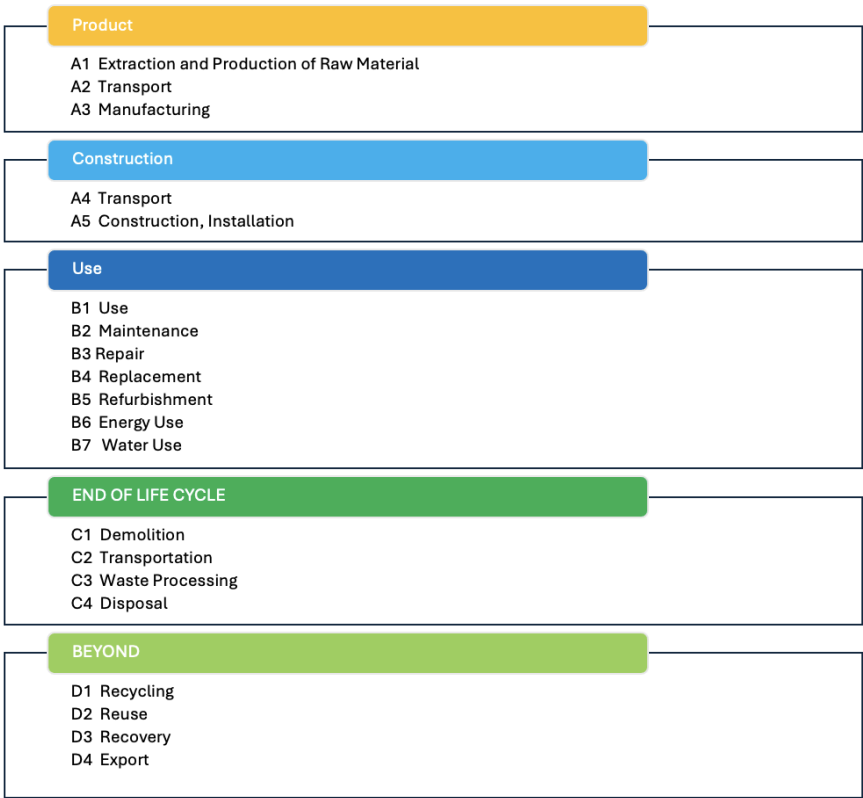 Product
A1 Extraction and Production of Raw Material
A2 Transport
A3 Manufacturing
Construction
A4 Transport
A5 Construction, Installation
Use
B1 Use
B2 Maintenance
B3 Repair
B4 Replacement
B5 Refurbishment
B6 Energy Use
B7 Water Use
END OF LIFE CYCLE
C1 Demolition
C2 Transportation
C3 Waste Processing
C4 Disposal
BEYOND
D1 Recycling
D2 Reuse
D3 Recovery
D4 Export